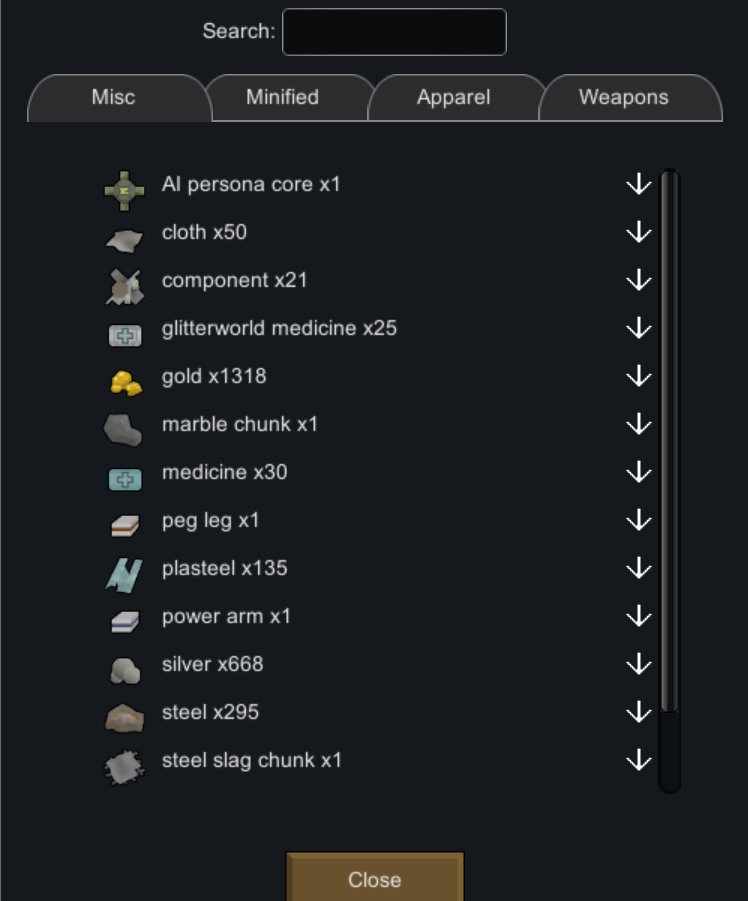 Search:
Misc Minified Apparel Weapons
AI persona core x1
cloth x50
component x21
glitterworld medicine x25
gold x1318
marble chunk x1
medicine x30
peg leg x1
plasteel x135
power arm x1
silver x668
steel x295
steel slag chunk x1
Close